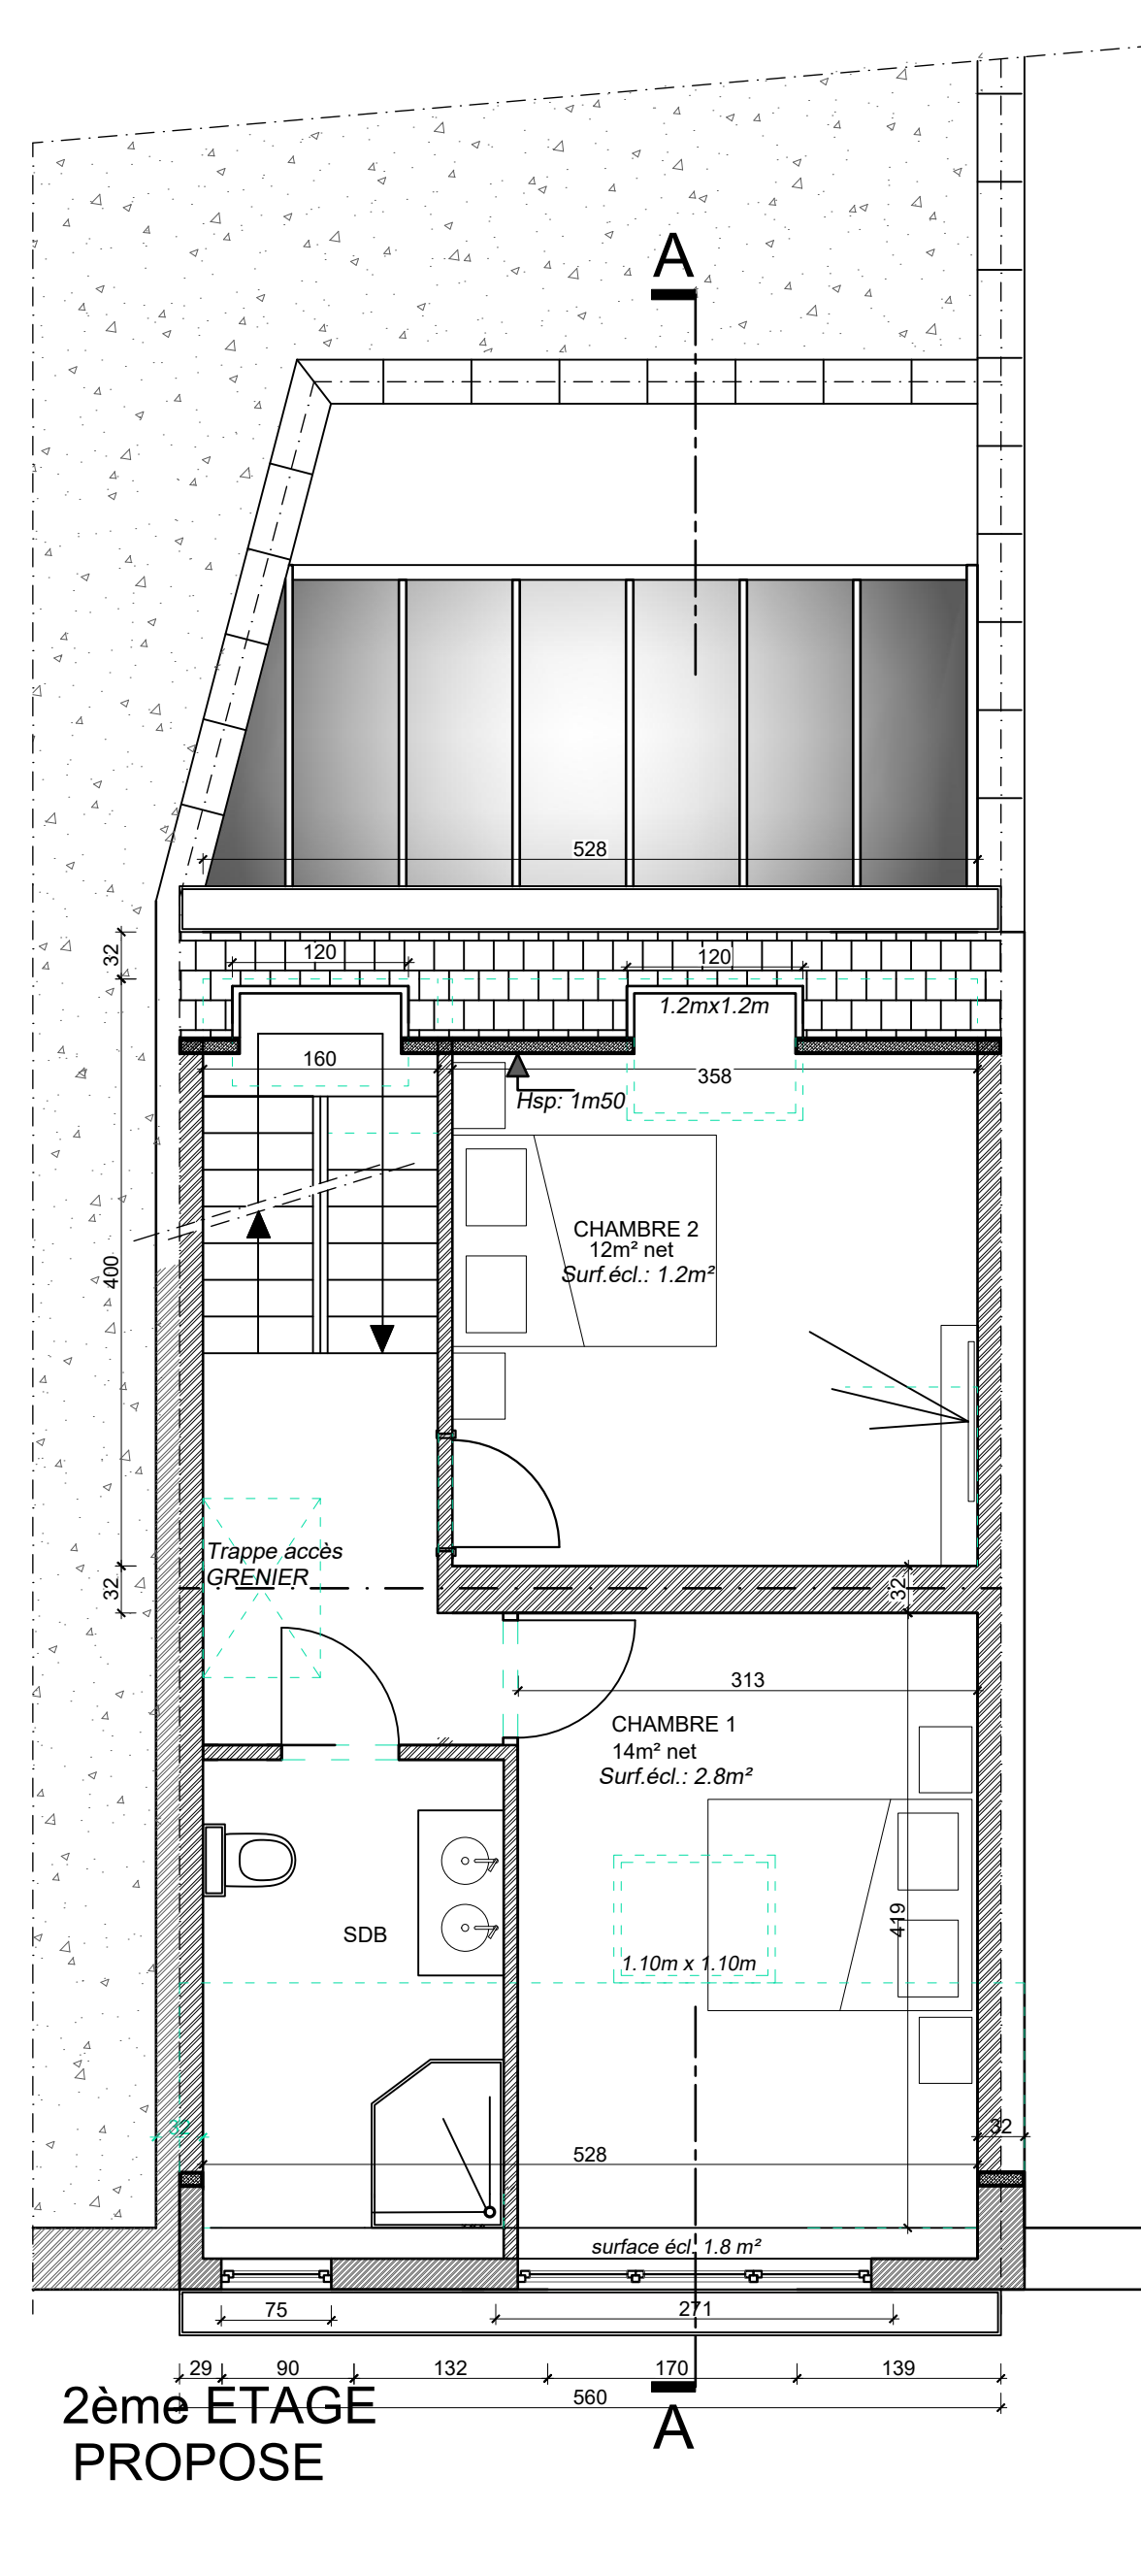 A
528
32
120
120
1.2mx1.2m
160
358
Hsp: 1m50
CHAMBRE 2
12m² net
Surf.écl.: 1.2m²
400
Trappe accès
GRENIER
32
32
313
CHAMBRE 1
14m² net
Surf.écl.: 2.8m²
419
SDB
1.10m x 1.10m
32
32
528
surface écl. 1.8 m²
75
271
29
90
132
170
139
560
A
2ème ETAGE
PROPOSE